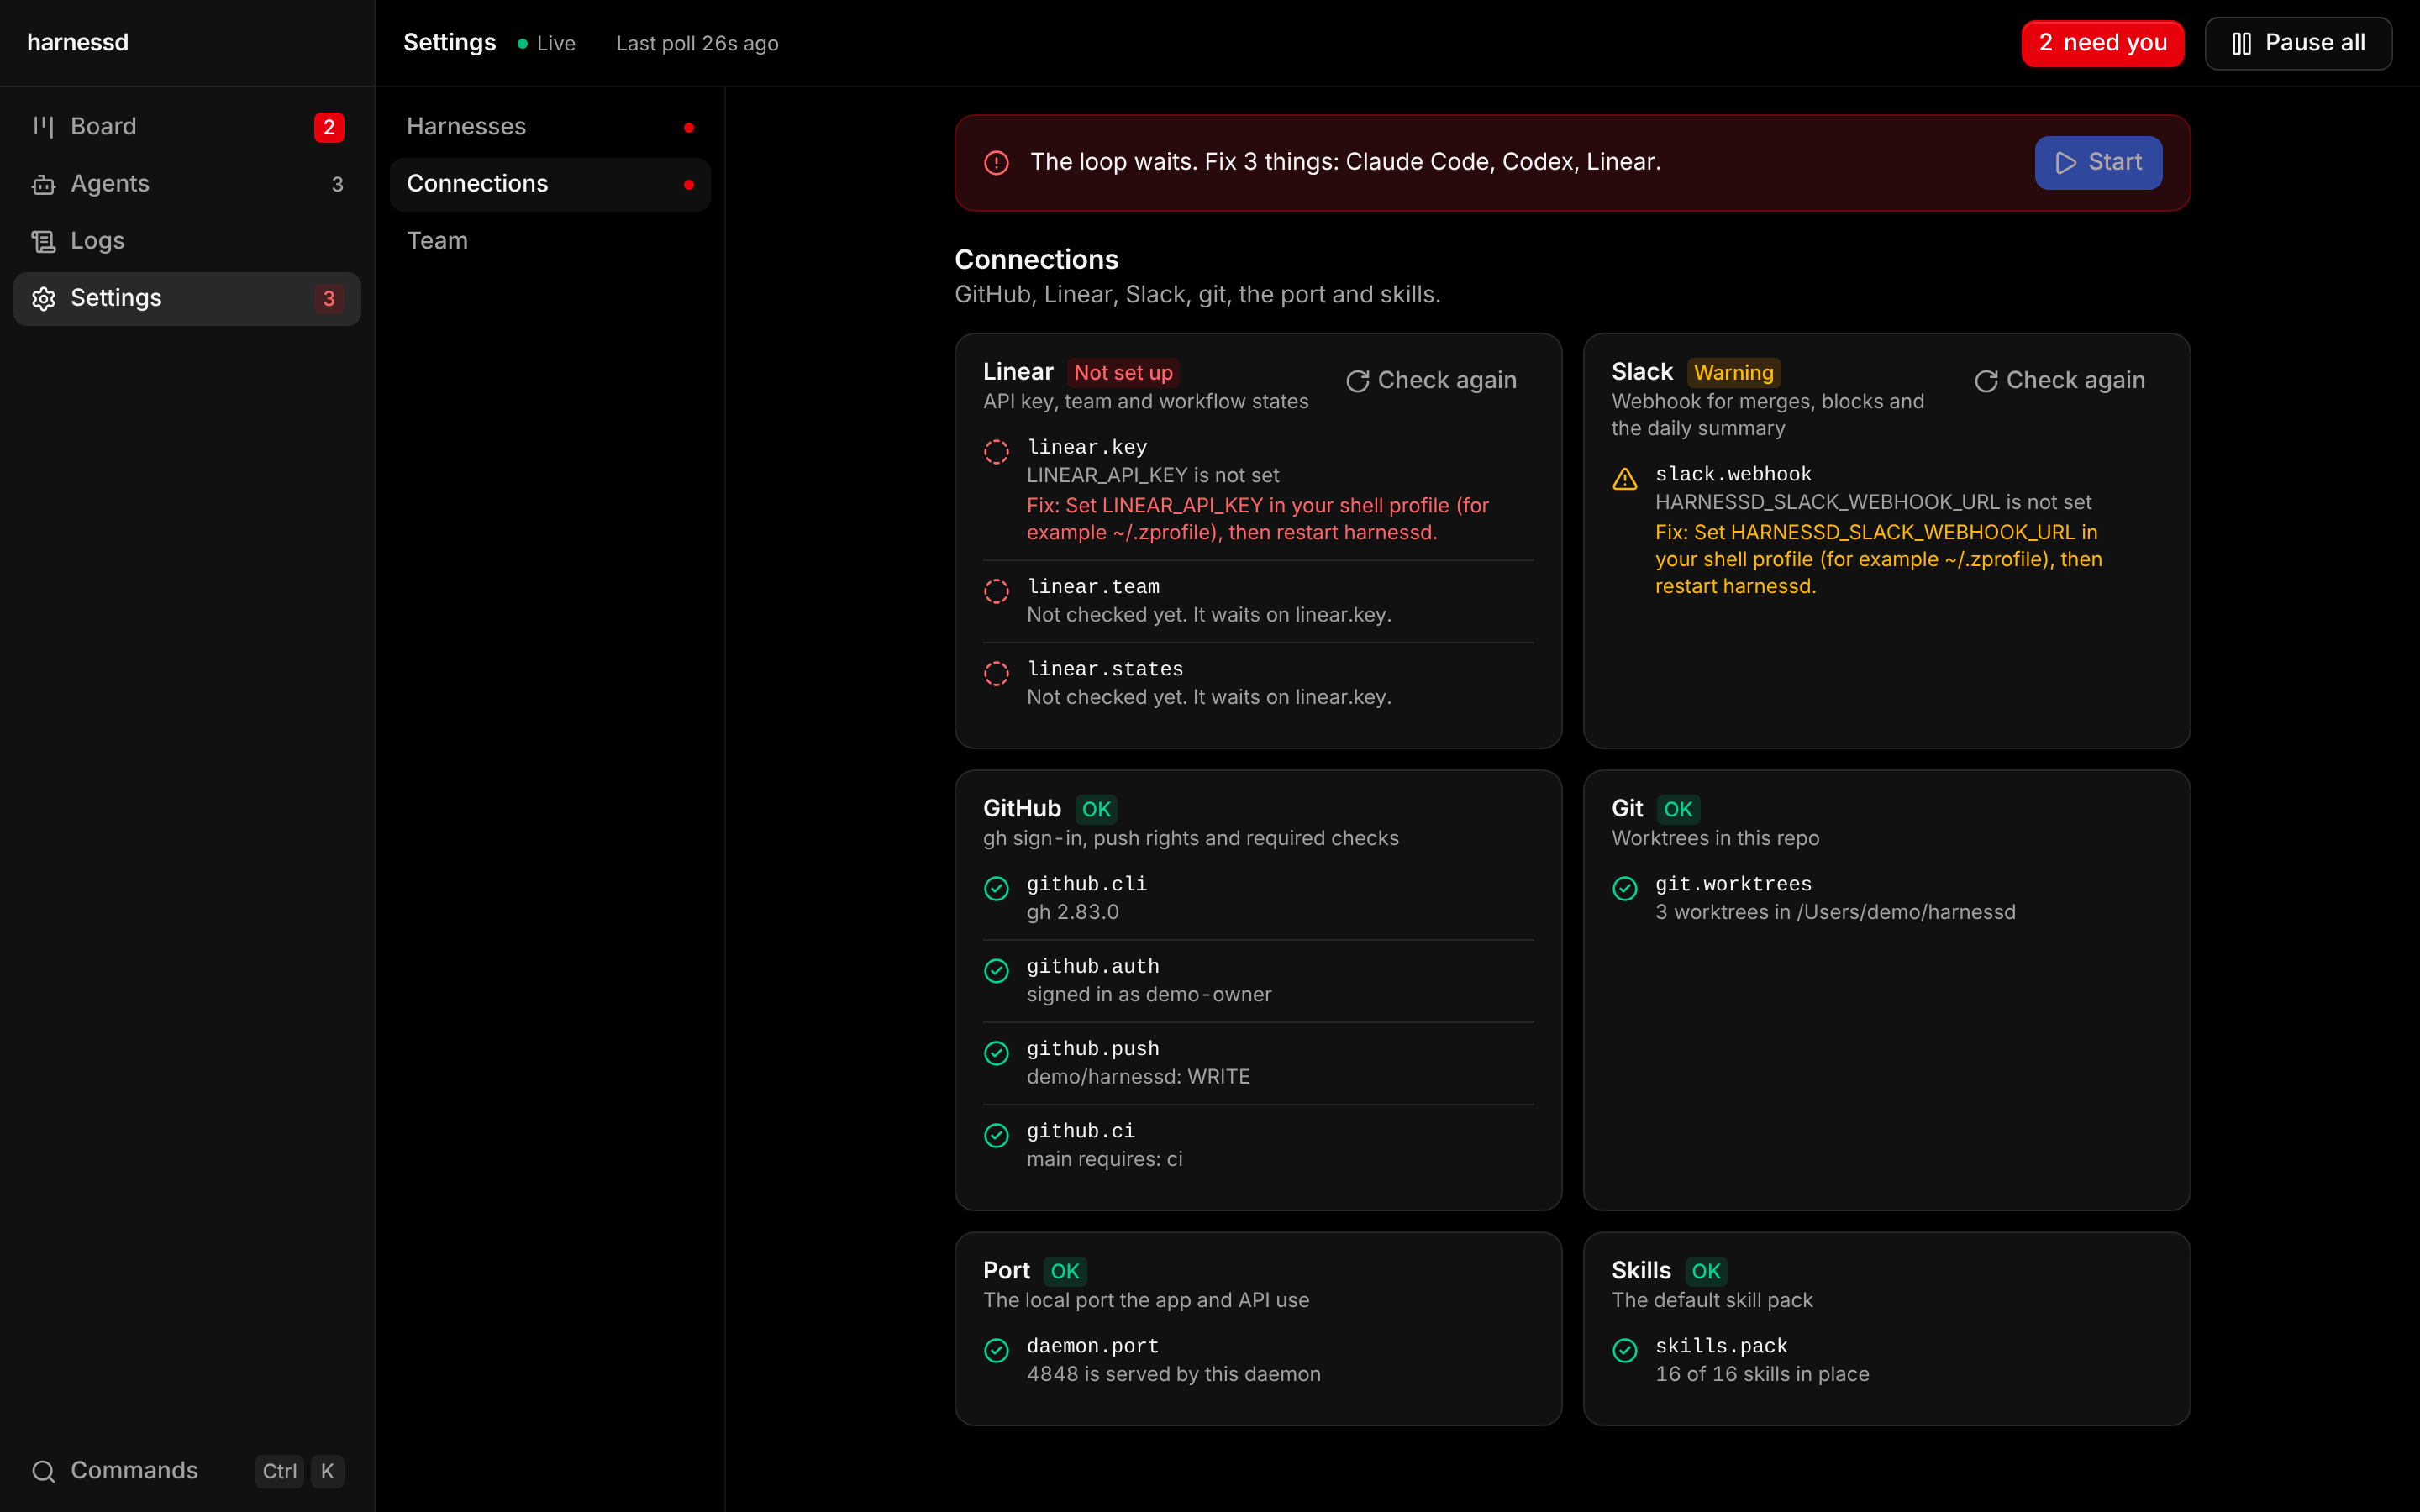 harnessd
Board
2
Agents
3
Logs
Settings
3
Commands
Ctrl K
Settings
Live
Last poll 26s ago
2 need you
Pause all
Harnesses
Connections
Team
The loop waits. Fix 3 things: Claude Code, Codex, Linear.
Start
Connections
GitHub, Linear, Slack, git, the port and skills.
Linear
Not set up
API key, team and workflow states
Check again
linear.key
LINEAR_API_KEY is not set
Fix: Set LINEAR_API_KEY in your shell profile (for
example ~/.zprofile), then restart harnessd.
linear.team
Not checked yet. It waits on linear.key.
linear.states
Not checked yet. It waits on linear.key.
Slack
Warning
Webhook for merges, blocks and
the daily summary
Check again
slack.webhook
HARNESSD_SLACK_WEBHOOK_URL is not set
Fix: Set HARNESSD_SLACK_WEBHOOK_URL in
your shell profile (for example ~/.zprofile), then
restart harnessd.
GitHub
OK
gh sign-in, push rights and required checks
github.cli
gh 2.83.0
github.auth
signed in as demo-owner
github.push
demo/harnessd: WRITE
github.ci
main requires: ci
Git
OK
Worktrees in this repo
git.worktrees
3 worktrees in /Users/demo/harnessd
Port
OK
The local port the app and API use
daemon.port
4848 is served by this daemon
Skills
OK
The default skill pack
skills.pack
16 of 16 skills in place